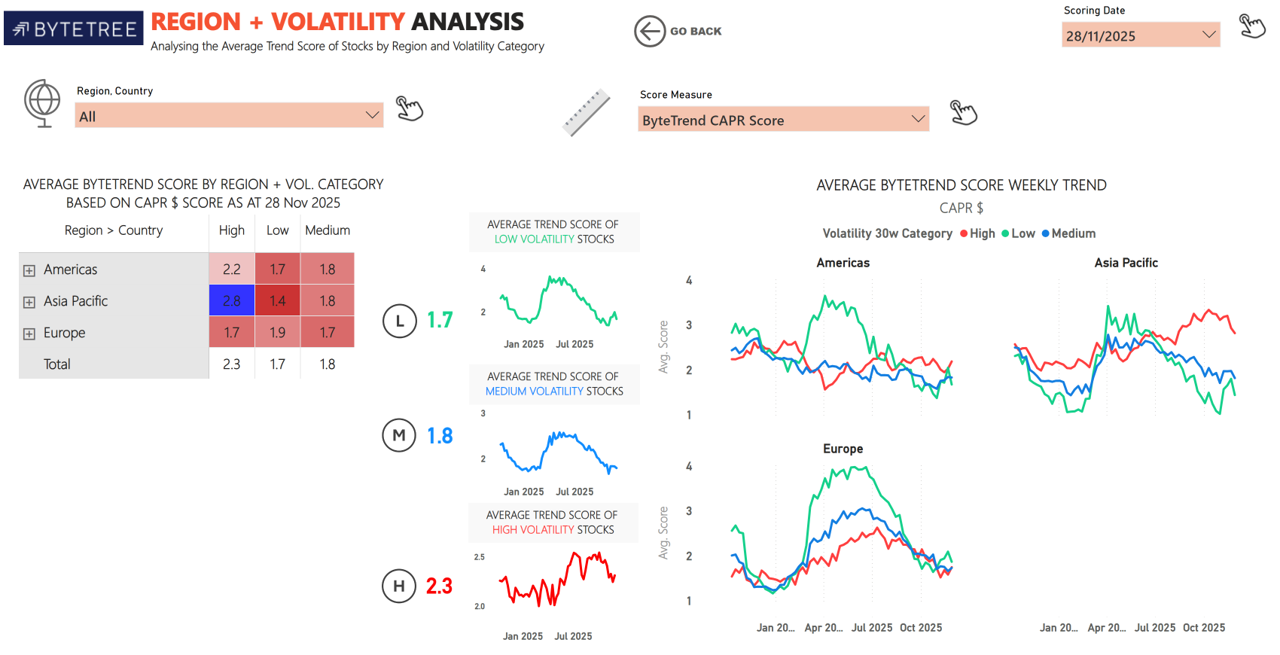 BYTETREE
REGION + VOLATILITY ANALYSIS
Analysing the Average Trend Score of Stocks by Region and Volatility Category
GO BACK
Scoring Date
28/11/2025
Region, Country
All
Score Measure
ByteTrend CAPR Score
AVERAGE BYTETREND SCORE BY REGION + VOL. CATEGORY
BASED ON CAPR $ SCORE AS AT 28 Nov 2025
Region > Country High Low Medium
Americas 2.2 1.7 1.8
Asia Pacific 2.8 1.4 1.8
Europe 1.7 1.9 1.7
Total 2.3 1.7 1.8
AVERAGE TREND SCORE OF
LOW VOLATILITY STOCKS
L 1.7
4
2
Jan 2025 Jul 2025
AVERAGE TREND SCORE OF
MEDIUM VOLATILITY STOCKS
M 1.8
3
2
Jan 2025 Jul 2025
AVERAGE TREND SCORE OF
HIGH VOLATILITY STOCKS
H 2.3
2.5
2.0
Jan 2025 Jul 2025
AVERAGE BYTETREND SCORE WEEKLY TREND
CAPR $
Volatility 30w Category High Low Medium
Americas
Asia Pacific
Avg. Score
4
3
2
1
Europe
Avg. Score
4
3
2
1
Jan 20... Apr 20... Jul 2025 Oct 2025
Jan 20... Apr 20... Jul 2025 Oct 2025